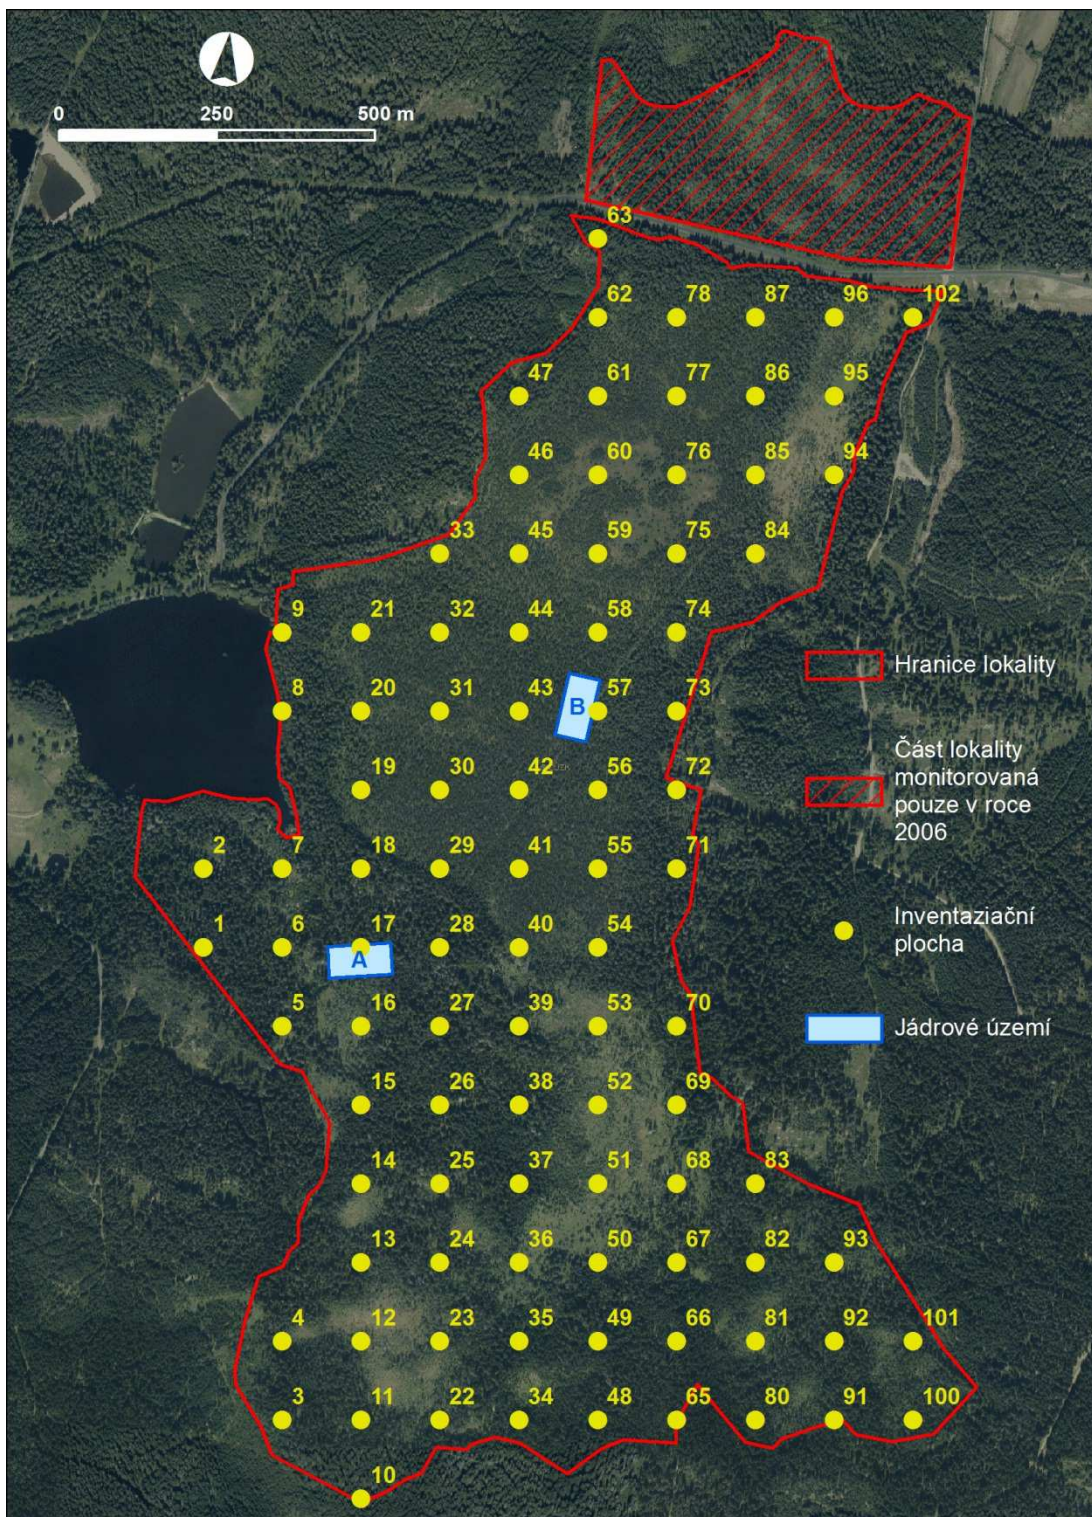 0 250 500 m
63
62 78 87 96 102
47 61 77 86 95
46 60 76 85 94
33 45 59 75 84
9 21 32 44 58 74
Hranice lokality
8 20 31 43 B 57 73
Část lokality
monitorovaná
pouze v roce
2006
19 30 42 56 72
2 7 18 29 41 55 71
1 6 17 28 40 54
Inventaziační
plocha
A
5 16 27 39 53 70
Jádrové území
15 26 38 52 69
14 25 37 51 68 83
13 24 36 50 67 82 93
4 12 23 35 49 66 81 92 101
3 11 22 34 48 65 80 91 100
10